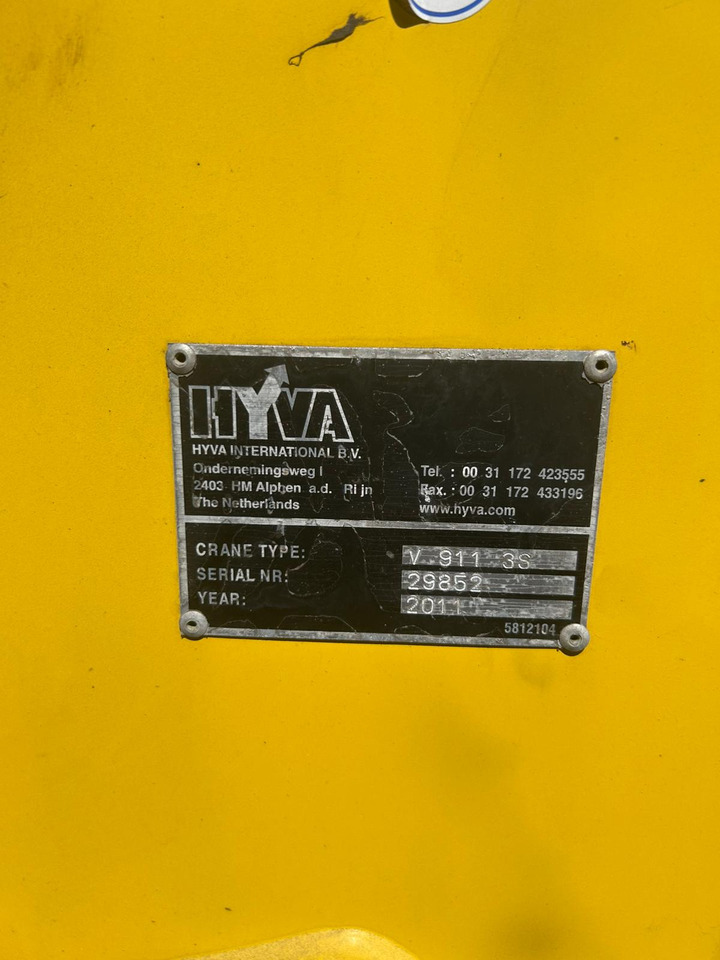 HYVA
HYVA INTERNATIONAL B.V.
Ondernemingsweg 1
2403 HM Alphen a.d. Rijn
The Netherlands
Tel. : 00 31 172 423555
Fax. : 00 31 172 433196
www.hyva.com
CRANE TYPE: V 911 3S
SERIAL NR: 29852
YEAR: 2011
5812104